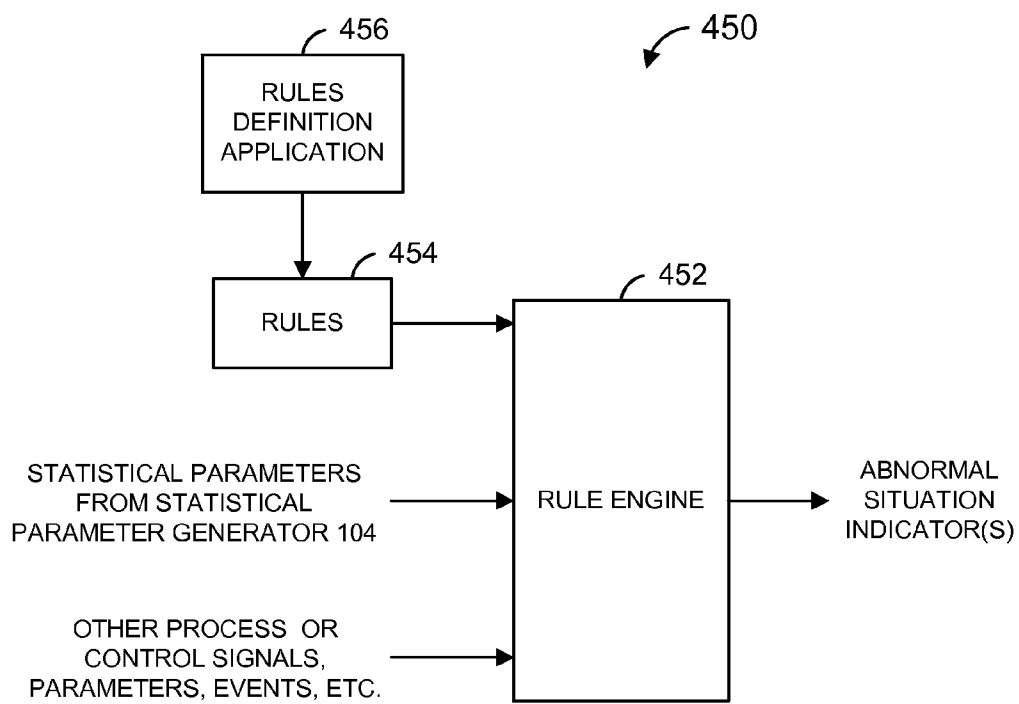 456
450
RULES
DEFINITION
APPLICATION
454
RULES
452
STATISTICAL PARAMETERS
FROM STATISTICAL
PARAMETER GENERATOR 104
RULE ENGINE
ABNORMAL
SITUATION
INDICATOR(S)
OTHER PROCESS OR
CONTROL SIGNALS,
PARAMETERS, EVENTS, ETC.